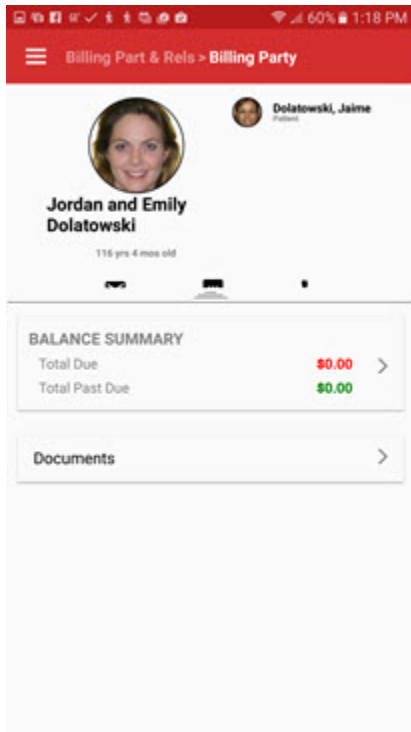 60% 1:18 PM
Billing Part & Rels > Billing Party
Dolatowski, Jaime
Patient
Jordan and Emily
Dolatowski
116 yrs 4 mos old
BALANCE SUMMARY
Total Due $0.00
Total Past Due $0.00
Documents